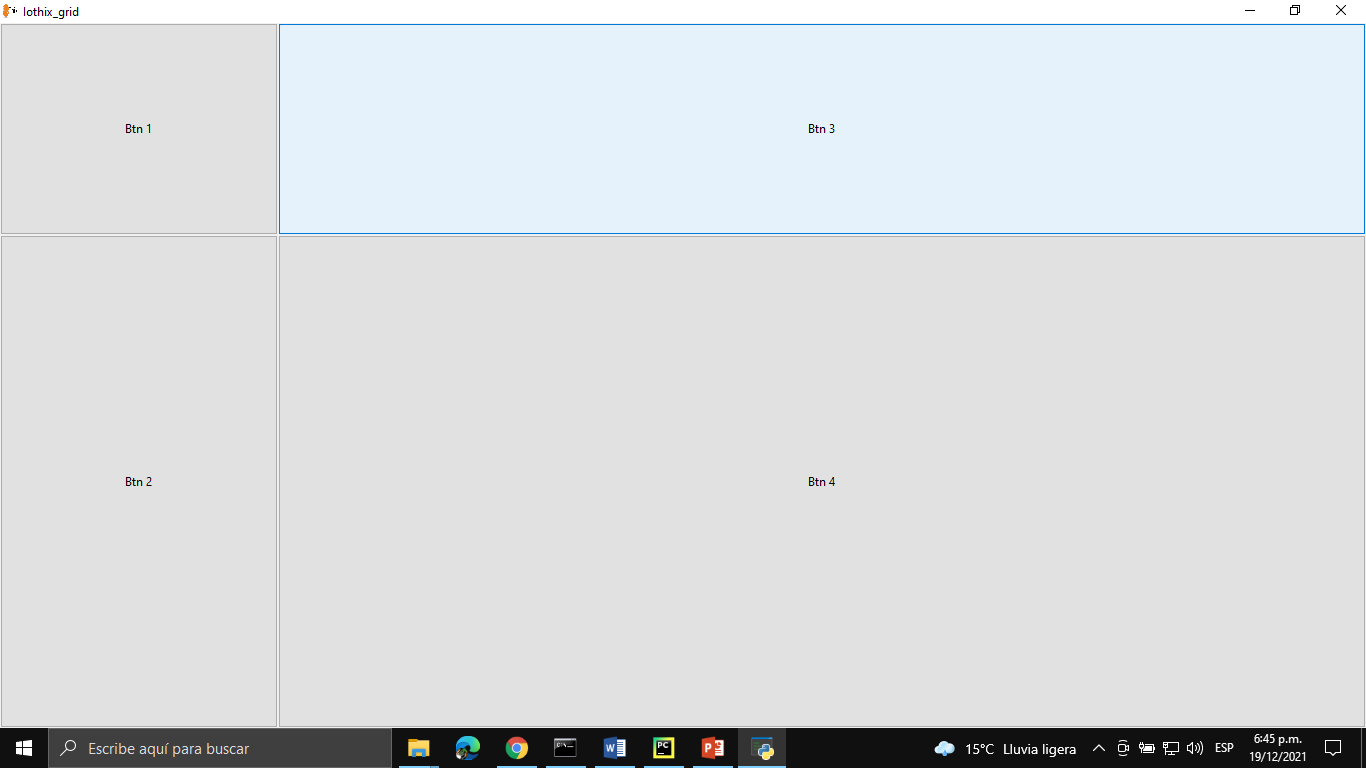 lothix_grid
Btn 1
Btn 3
Btn 2
Btn 4
Escribe aquí para buscar
15°C Lluvia ligera
ESP
6:45 p.m.
19/12/2021